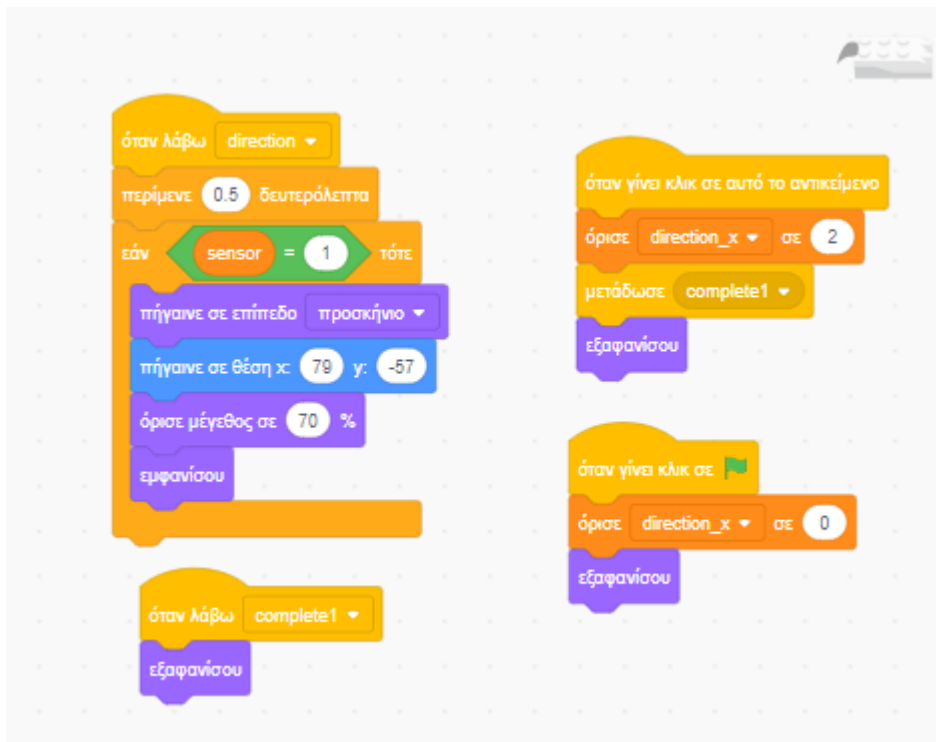 όταν λάβω direction
περίμενε 0.5 δευτερόλεπτα
εάν sensor = 1 τότε
πήγαινε σε επίπεδο προσκήνιο
πήγαινε σε θέση x: 79 y: -57
όρισε μέγεθος σε 70 %
εμφανίσου
όταν λάβω complete1
εξαφανίσου
όταν γίνει κλικ σε αυτό το αντικείμενο
όρισε direction_x σε 2
μετάδωσε complete1
εξαφανίσου
όταν γίνει κλικ σε
όρισε direction_x σε 0
εξαφανίσου